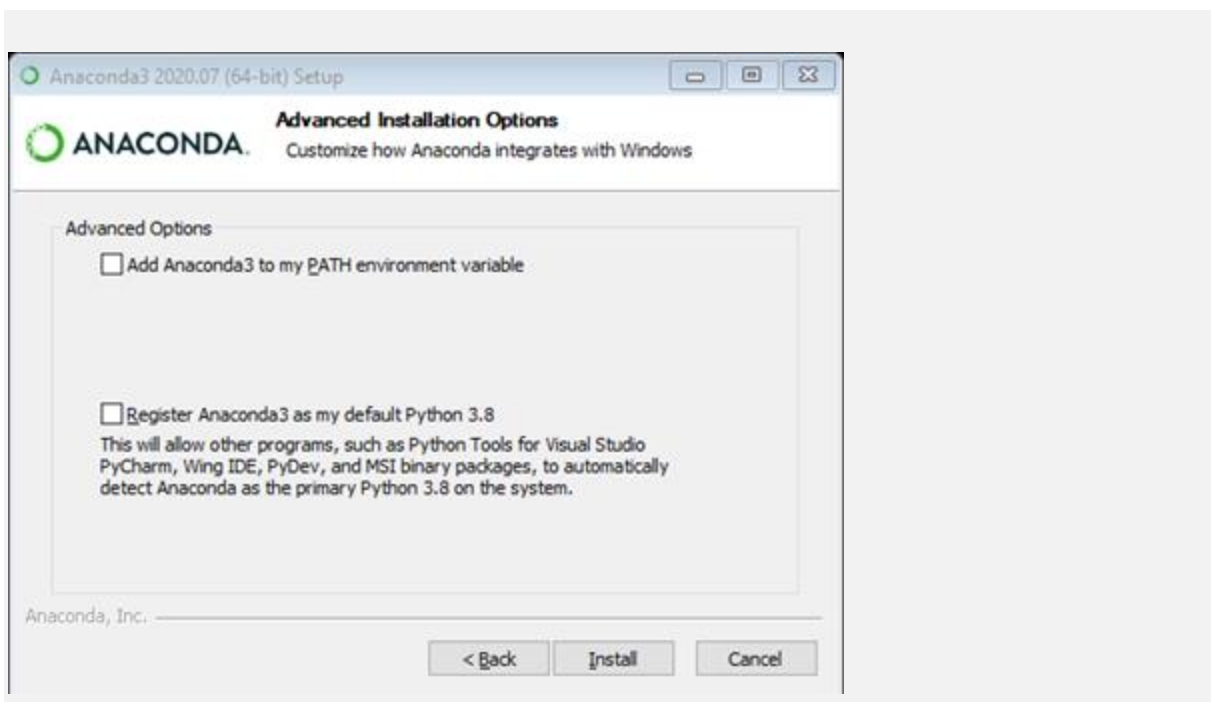 Anaconda3 2020.07 (64-bit) Setup
ANACONDA.
Advanced Installation Options
Customize how Anaconda integrates with Windows
Advanced Options
Add Anaconda3 to my PATH environment variable
Register Anaconda3 as my default Python 3.8
This will allow other programs, such as Python Tools for Visual Studio
PyCharm, Wing IDE, PyDev, and MSI binary packages, to automatically
detect Anaconda as the primary Python 3.8 on the system.
Anaconda, Inc.
< Back Install Cancel